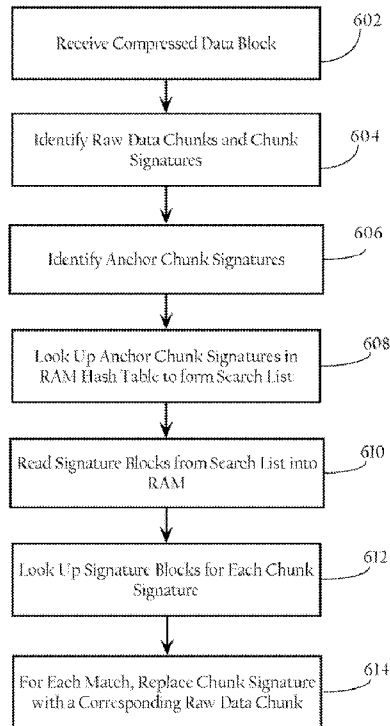 Receive Compressed Data Block
602
Identify Raw Data Chunks and Chunk
Signatures
604
Identify Anchor Chunk Signatures
606
Look Up Anchor Chunk Signatures in
RAM Hash Table to form Search List
608
Read Signature Blocks from Search List into
RAM
610
Look Up Signature Blocks for Each Chunk
Signature
612
For Each Match, Replace Chunk Signature
with a Corresponding Raw Data Chunk
614